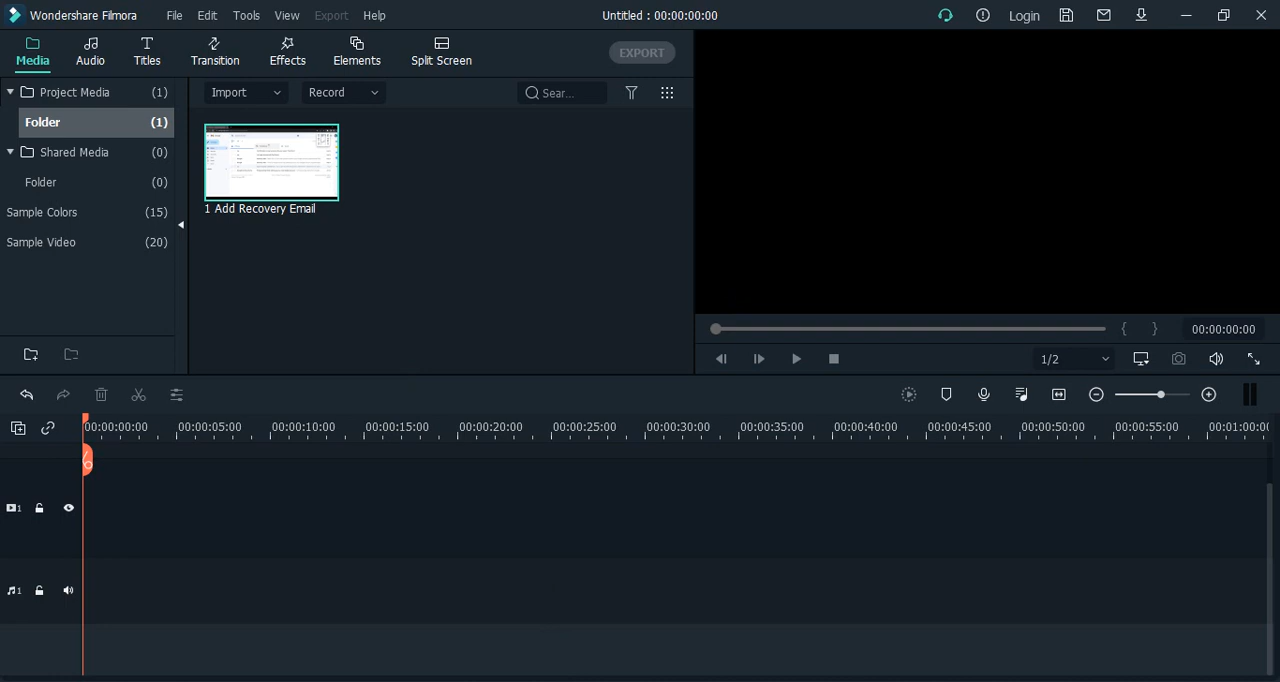 Wondershare Filmora File Edit Tools View Export Help Untitled : 00:00:00:00 Login
Media Audio Titles Transition Effects Elements Split Screen EXPORT
Project Media (1) Import Record Sear...
Folder (1)
Shared Media (0)
Folder (0)
Sample Colors (15)
Sample Video (20)
1 Add Recovery Email
{ } 00:00:00:00
1/2
00:00:00:00 00:00:05:00 00:00:10:00 00:00:15:00 00:00:20:00 00:00:25:00 00:00:30:00 00:00:35:00 00:00:40:00 00:00:45:00 00:00:50:00 00:00:55:00 00:01:00:0
1
1